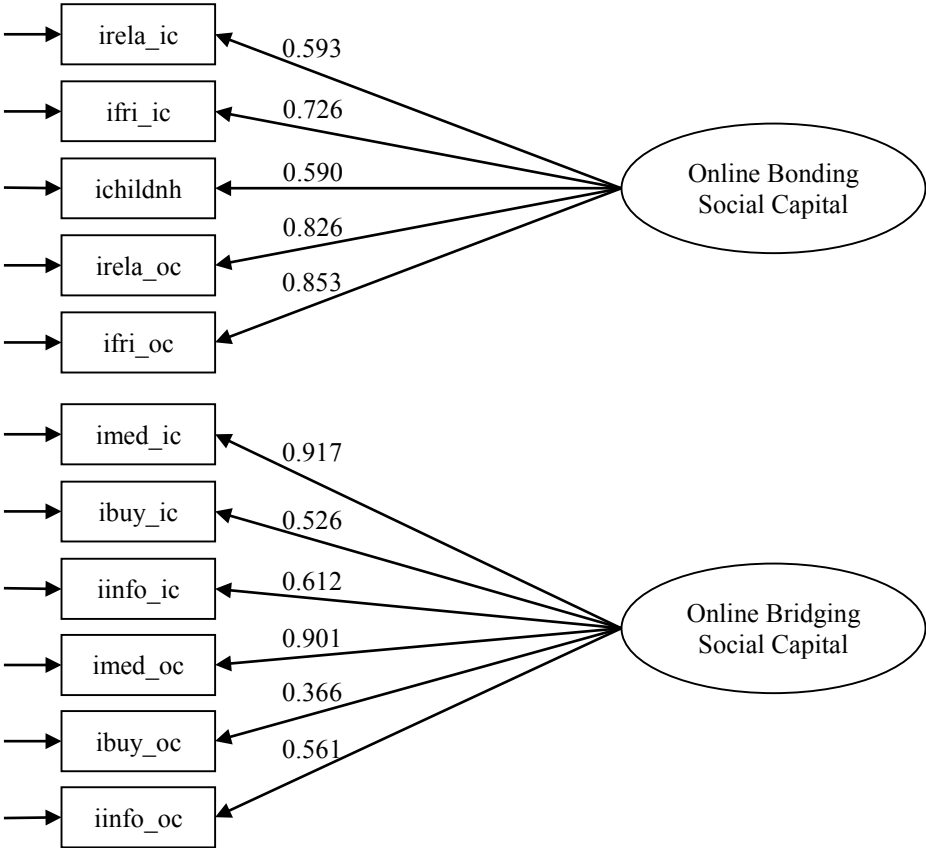 irela_ic
0.593
ifri_ic
0.726
ichildnh
0.590
Online Bonding
Social Capital
irela_oc
0.826
ifri_oc
0.853
imed_ic
0.917
ibuy_ic
0.526
iinfo_ic
0.612
Online Bridging
Social Capital
imed_oc
0.901
ibuy_oc
0.366
iinfo_oc
0.561